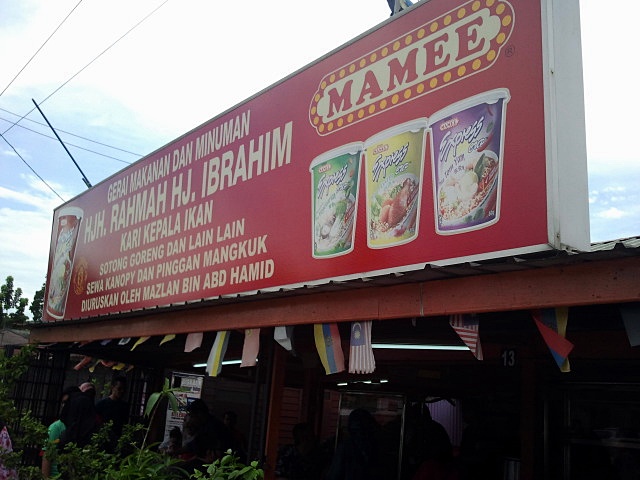 MAMEE
GERAI MAKANAN DAN MINUMAN
HJH. RAHMAH HJ. IBRAHIM
KARI KEPALA IKAN
SOTONG GORENG DAN LAIN LAIN
SEWA KANOPY DAN PINGGAN MANGKUK
DIURUSKAN OLEH MAZLAN BIN ABD HAMID
13